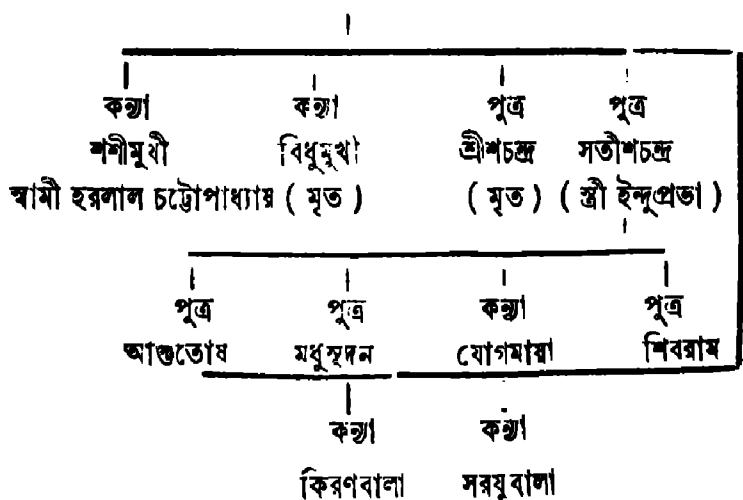 কন্যা কন্যা পুত্র পুত্র
শশীমুখী বিধুমুখী শ্রীশচন্দ্র সতীশচন্দ্র
স্বামী হরলাল চট্টোপাধ্যায় ( মৃত ) ( মৃত ) ( স্ত্রী ইন্দুপ্রভা )
পুত্র পুত্র কন্যা পুত্র
আশুতোষ মধুসূদন যোগমায়া শিবরাম
কন্যা কন্যা
কিরণবালা সরযুবালা